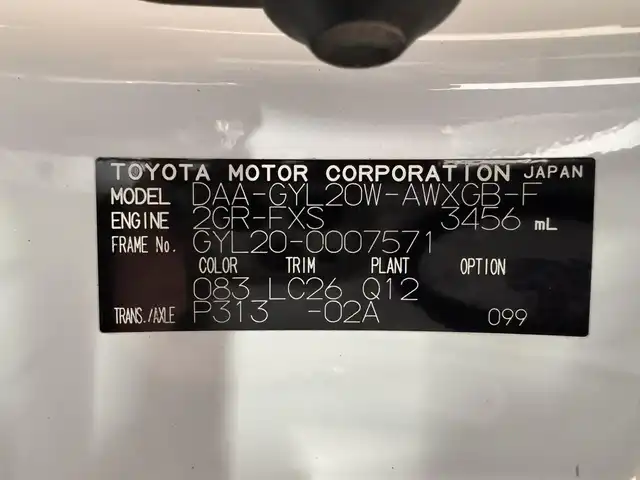 TOYOTA MOTOR CORPORATION JAPAN
MODEL DAA-GYL20W-AWXGB-F
ENGINE 2GR-FXS 3456 mL
FRAME No. GYL20-0007571
COLOR TRIM PLANT OPTION
083 LC26 Q12
TRANS./AXLE P313 -02A 099